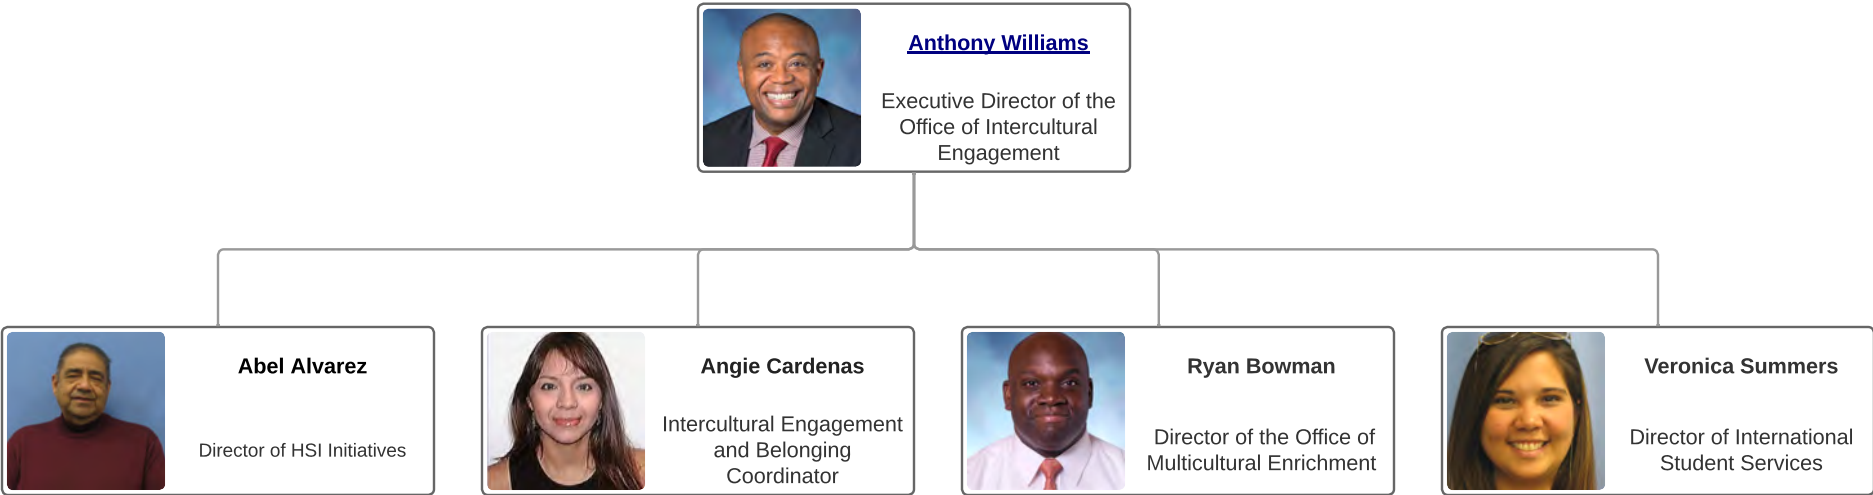 Anthony Williams
Executive Director of the
Office of Intercultural
Engagement
Abel Alvarez
Director of HSI Initiatives
Angie Cardenas
Intercultural Engagement
and Belonging
Coordinator
Ryan Bowman
Director of the Office of
Multicultural Enrichment
Veronica Summers
Director of International
Student Services